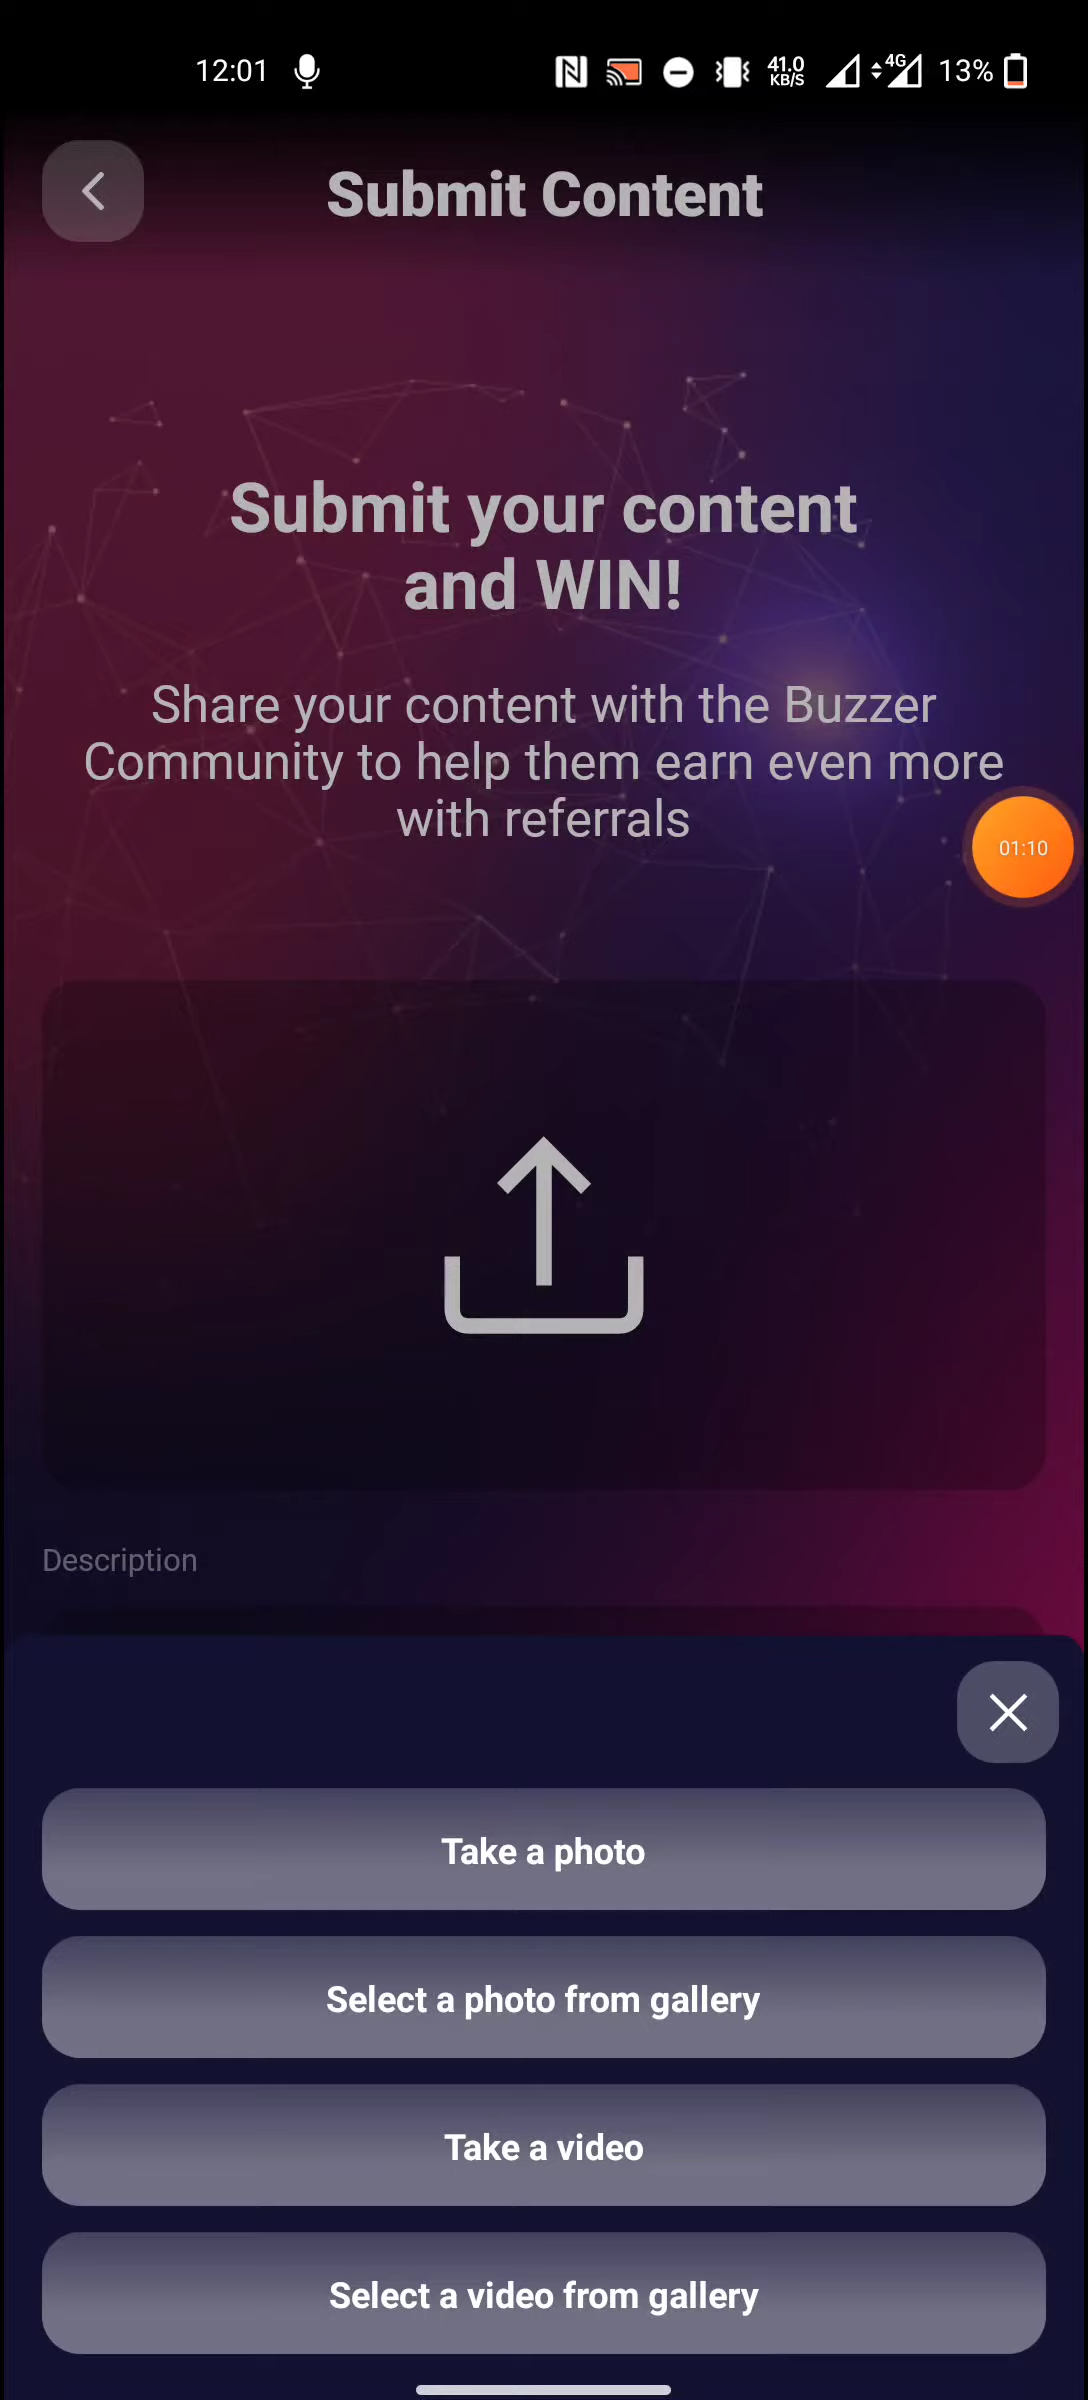 12:01 41.0 KB/S 4G 13%
Submit Content
Submit your content
and WIN!
Share your content with the Buzzer
Community to help them earn even more
with referrals
01:10
Description
Take a photo
Select a photo from gallery
Take a video
Select a video from gallery